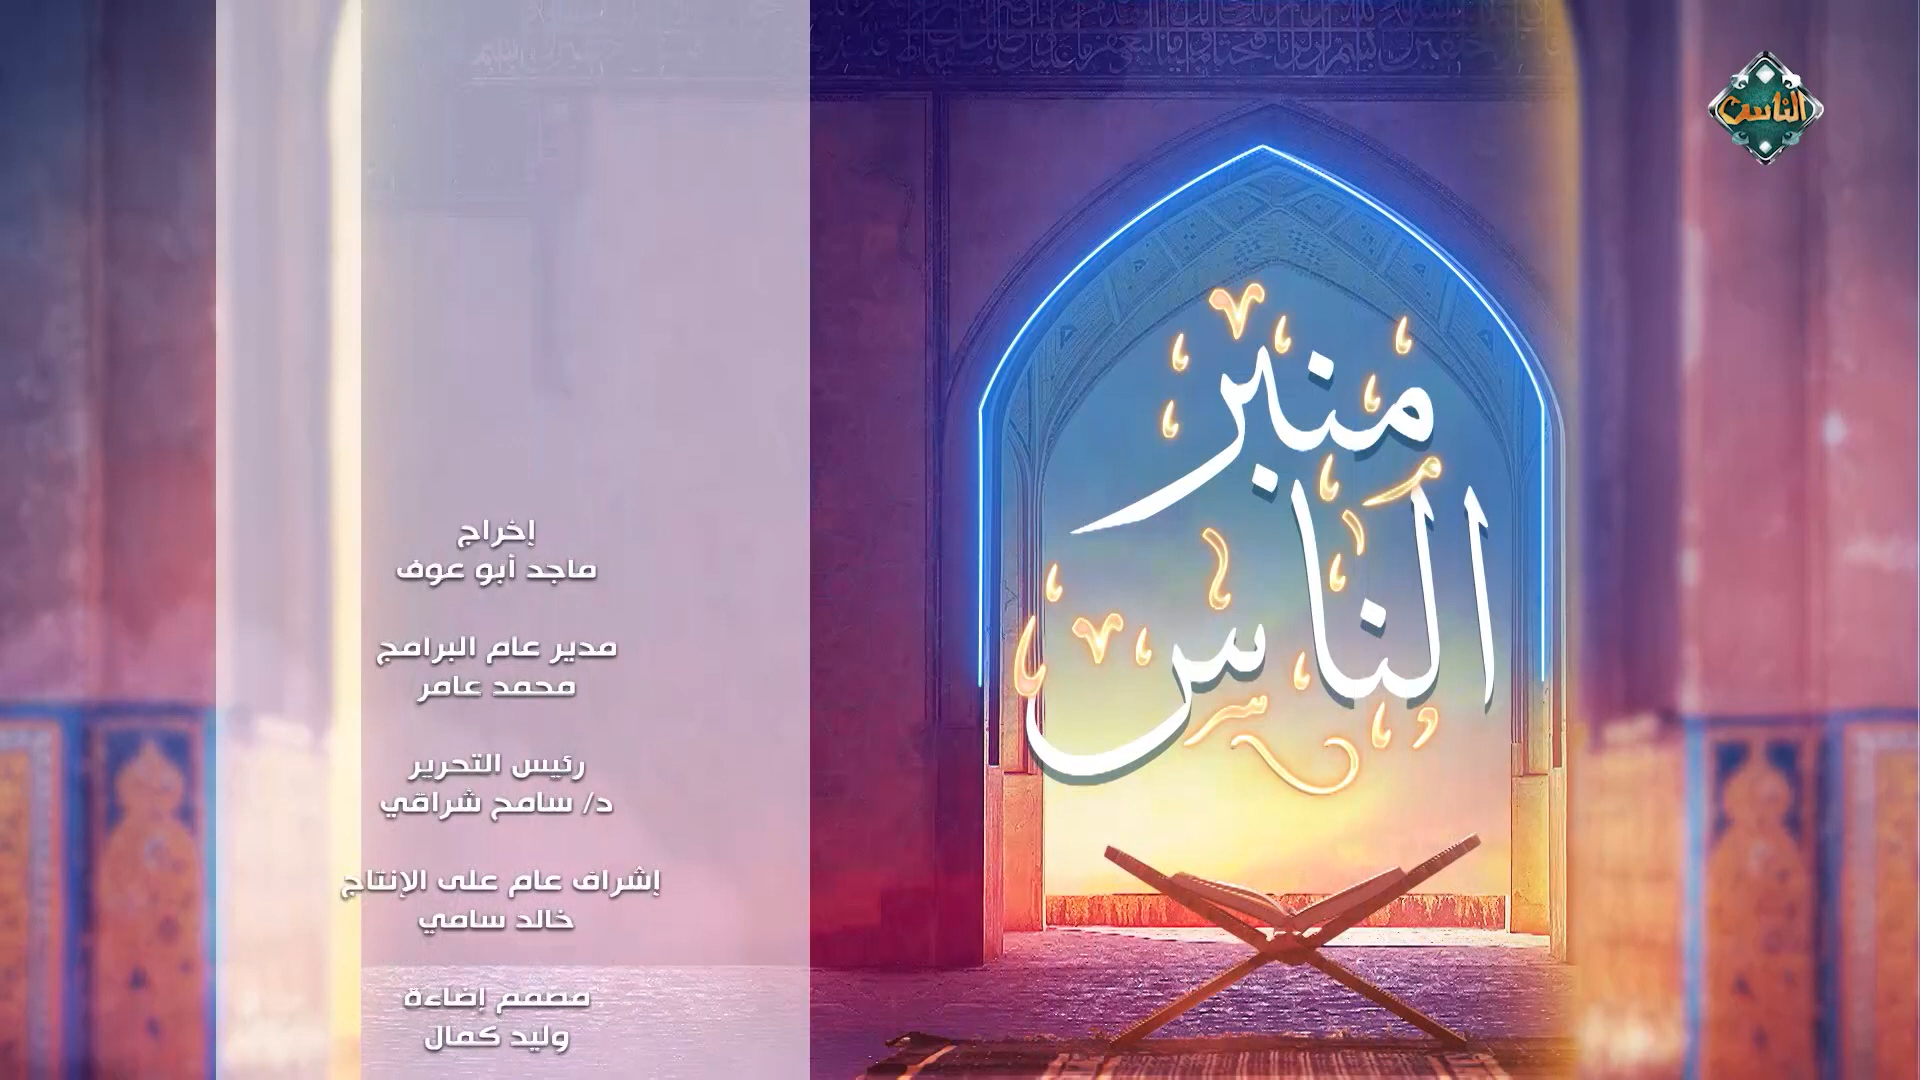 الناس
منبر
الناس
إخراج
ماجد أبو عوف
مدير عام البرامج
محمد عامر
رئيس التحرير
د/ سامح شراقي
إشراف عام على الإنتاج
خالد سامي
مصمم إضاءة
وليد كمال